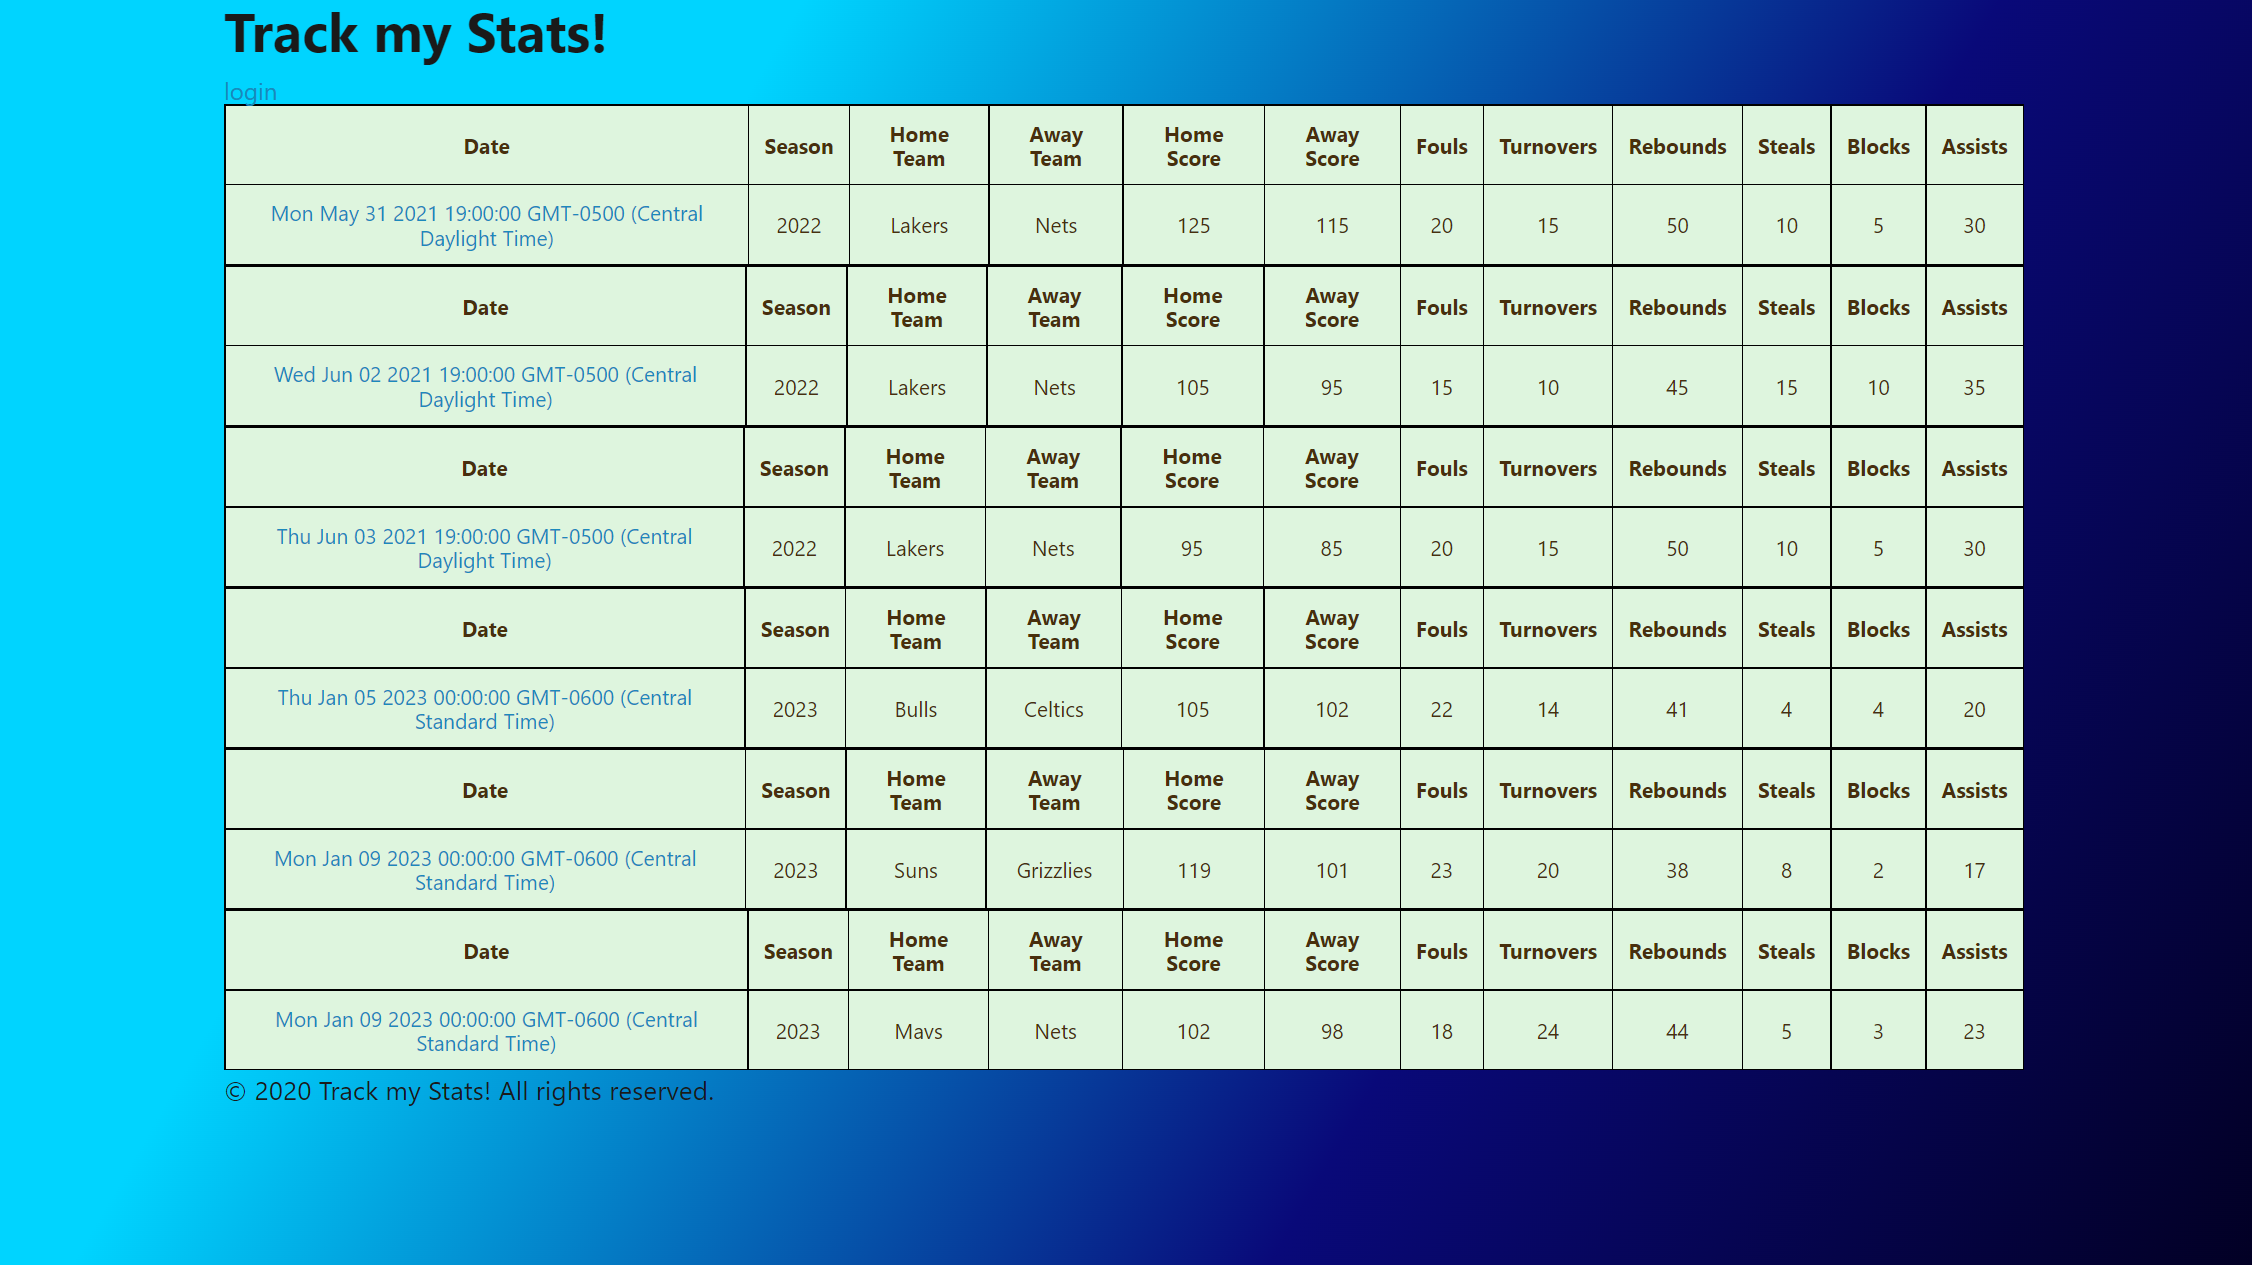 Track my Stats!
login
Date Season Home Team Away Team Home Score Away Score Fouls Turnovers Rebounds Steals Blocks Assists
Mon May 31 2021 19:00:00 GMT-0500 (Central Daylight Time) 2022 Lakers Nets 125 115 20 15 50 10 5 30
Date Season Home Team Away Team Home Score Away Score Fouls Turnovers Rebounds Steals Blocks Assists
Wed Jun 02 2021 19:00:00 GMT-0500 (Central Daylight Time) 2022 Lakers Nets 105 95 15 10 45 15 10 35
Date Season Home Team Away Team Home Score Away Score Fouls Turnovers Rebounds Steals Blocks Assists
Thu Jun 03 2021 19:00:00 GMT-0500 (Central Daylight Time) 2022 Lakers Nets 95 85 20 15 50 10 5 30
Date Season Home Team Away Team Home Score Away Score Fouls Turnovers Rebounds Steals Blocks Assists
Thu Jan 05 2023 00:00:00 GMT-0600 (Central Standard Time) 2023 Bulls Celtics 105 102 22 14 41 4 4 20
Date Season Home Team Away Team Home Score Away Score Fouls Turnovers Rebounds Steals Blocks Assists
Mon Jan 09 2023 00:00:00 GMT-0600 (Central Standard Time) 2023 Suns Grizzlies 119 101 23 20 38 8 2 17
Date Season Home Team Away Team Home Score Away Score Fouls Turnovers Rebounds Steals Blocks Assists
Mon Jan 09 2023 00:00:00 GMT-0600 (Central Standard Time) 2023 Mavs Nets 102 98 18 24 44 5 3 23
© 2020 Track my Stats! All rights reserved.